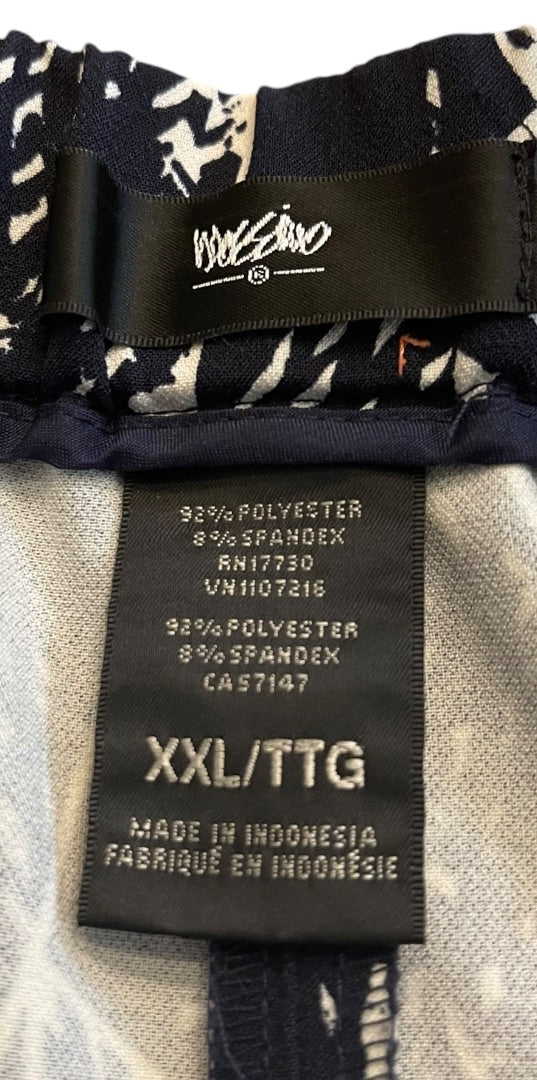 mossimo
92% POLYESTER
8% SPANDEX
RN17730
VN1107216
92% POLYESTER
8% SPANDEX
CA57147
XXL/TTG
MADE IN INDONESIA
FABRIQUÉ EN INDONÉSIE